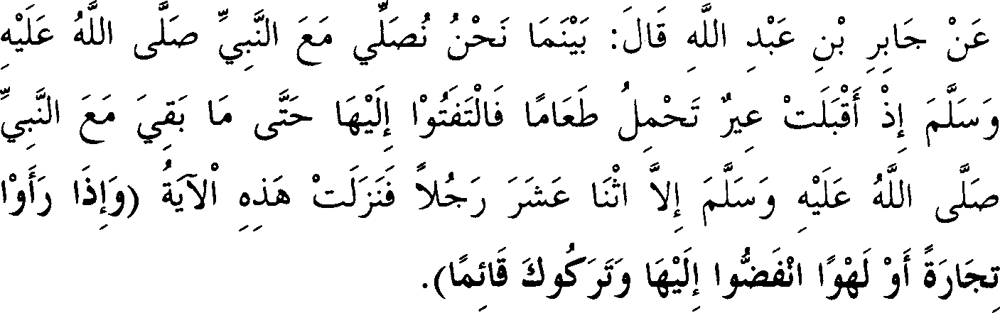 عَنْ جَابِرِ بْنِ عَبْدِ اللَّهِ قَالَ: بَيْنَمَا نَحْنُ نُصَلِّي مَعَ النَّبِيِّ صَلَّى اللَّهُ عَلَيْهِ
وَسَلَّمَ إِذْ أَقْبَلَتْ عِيرٌ تَحْمِلُ طَعَامًا فَالْتَفَتُوْا إِلَيْهَا حَتَّى مَا بَقِيَ مَعَ النَّبِيِّ
صَلَّى اللَّهُ عَلَيْهِ وَسَلَّمَ إِلاَّ اثْنَا عَشَرَ رَجُلاً فَنَزَلَتْ هَذِهِ الْآيَةُ (وَإِذَا رَأَوْا
تِجَارَةً أَوْ لَهْوًا انْفَضُّوا إِلَيْهَا وَتَرَكُوكَ قَائِمًا).